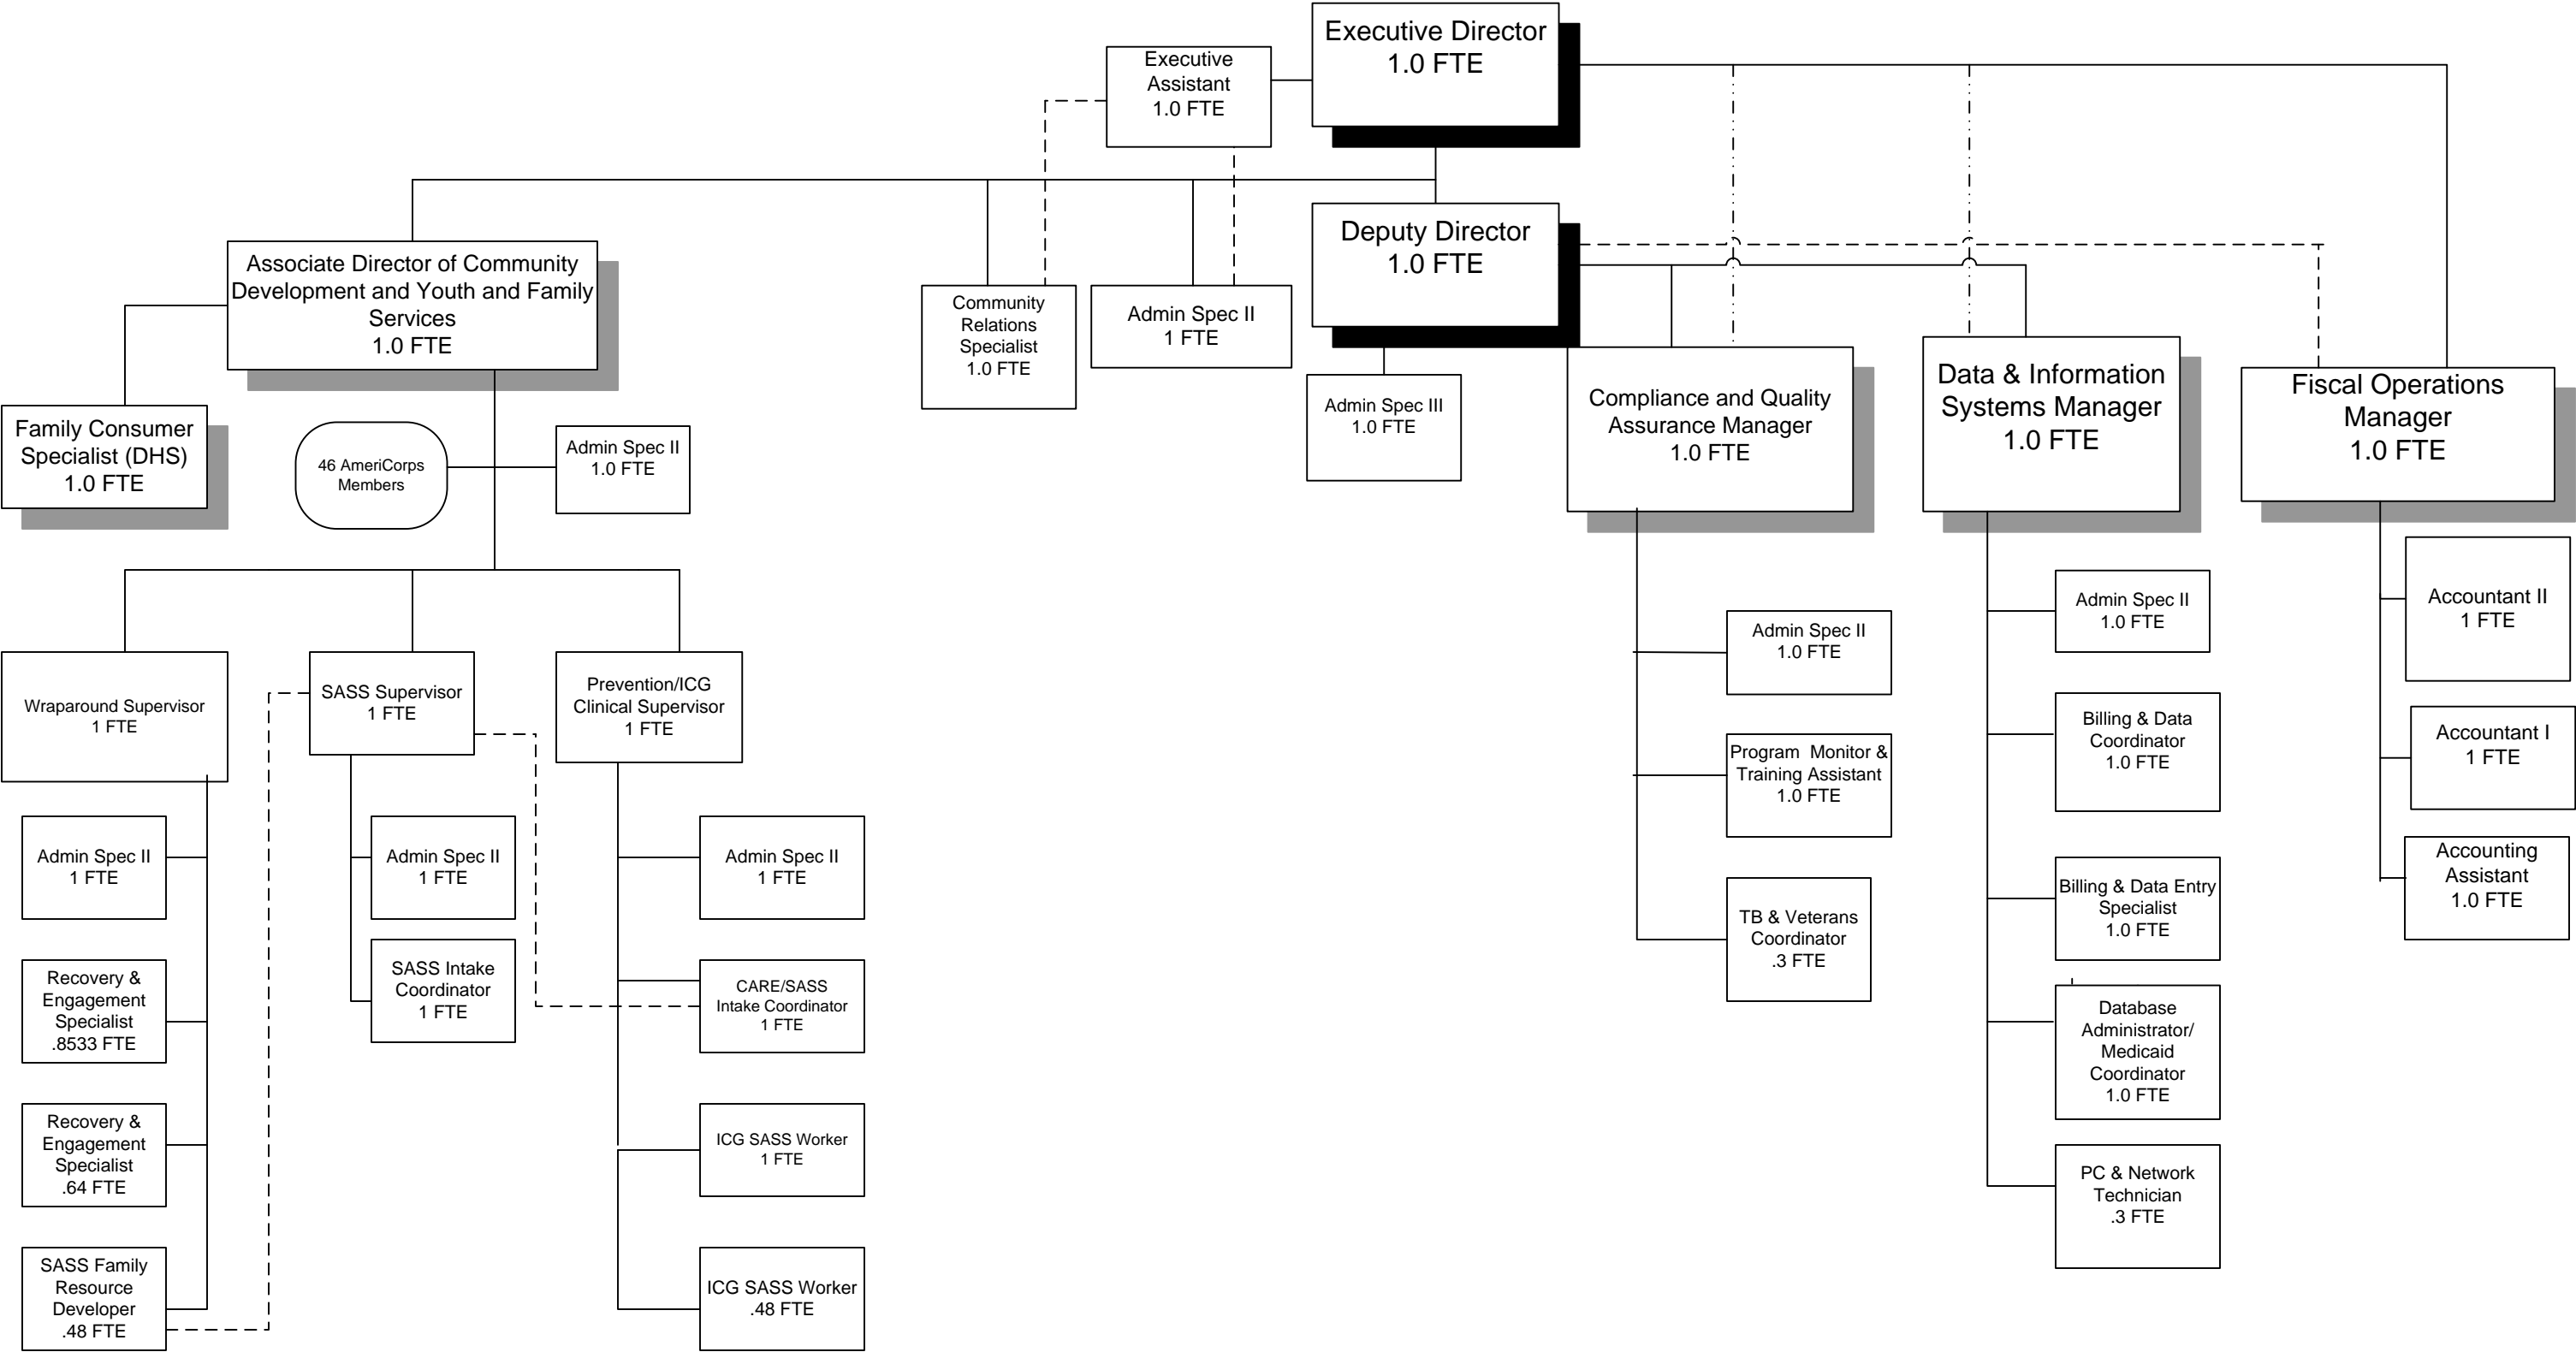 Executive Director
1.0 FTE
Executive
Assistant
1.0 FTE
Deputy Director
1.0 FTE
Associate Director of Community
Development and Youth and Family
Services
1.0 FTE
Community
Relations
Specialist
1.0 FTE
Admin Spec II
1 FTE
Admin Spec III
1.0 FTE
Compliance and Quality
Assurance Manager
1.0 FTE
Data & Information
Systems Manager
1.0 FTE
Fiscal Operations
Manager
1.0 FTE
Family Consumer
Specialist (DHS)
1.0 FTE
46 AmeriCorps
Members
Admin Spec II
1.0 FTE
Wraparound Supervisor
1 FTE
SASS Supervisor
1 FTE
Prevention/ICG
Clinical Supervisor
1 FTE
Admin Spec II
1 FTE
Recovery &
Engagement
Specialist
.8533 FTE
Recovery &
Engagement
Specialist
.64 FTE
SASS Family
Resource
Developer
.48 FTE
Admin Spec II
1 FTE
SASS Intake
Coordinator
1 FTE
Admin Spec II
1 FTE
CARE/SASS
Intake Coordinator
1 FTE
ICG SASS Worker
1 FTE
ICG SASS Worker
.48 FTE
Admin Spec II
1.0 FTE
Program Monitor &
Training Assistant
1.0 FTE
TB & Veterans
Coordinator
.3 FTE
Admin Spec II
1.0 FTE
Billing & Data
Coordinator
1.0 FTE
Billing & Data Entry
Specialist
1.0 FTE
Database
Administrator/
Medicaid
Coordinator
1.0 FTE
PC & Network
Technician
.3 FTE
Accountant II
1 FTE
Accountant I
1 FTE
Accounting
Assistant
1.0 FTE